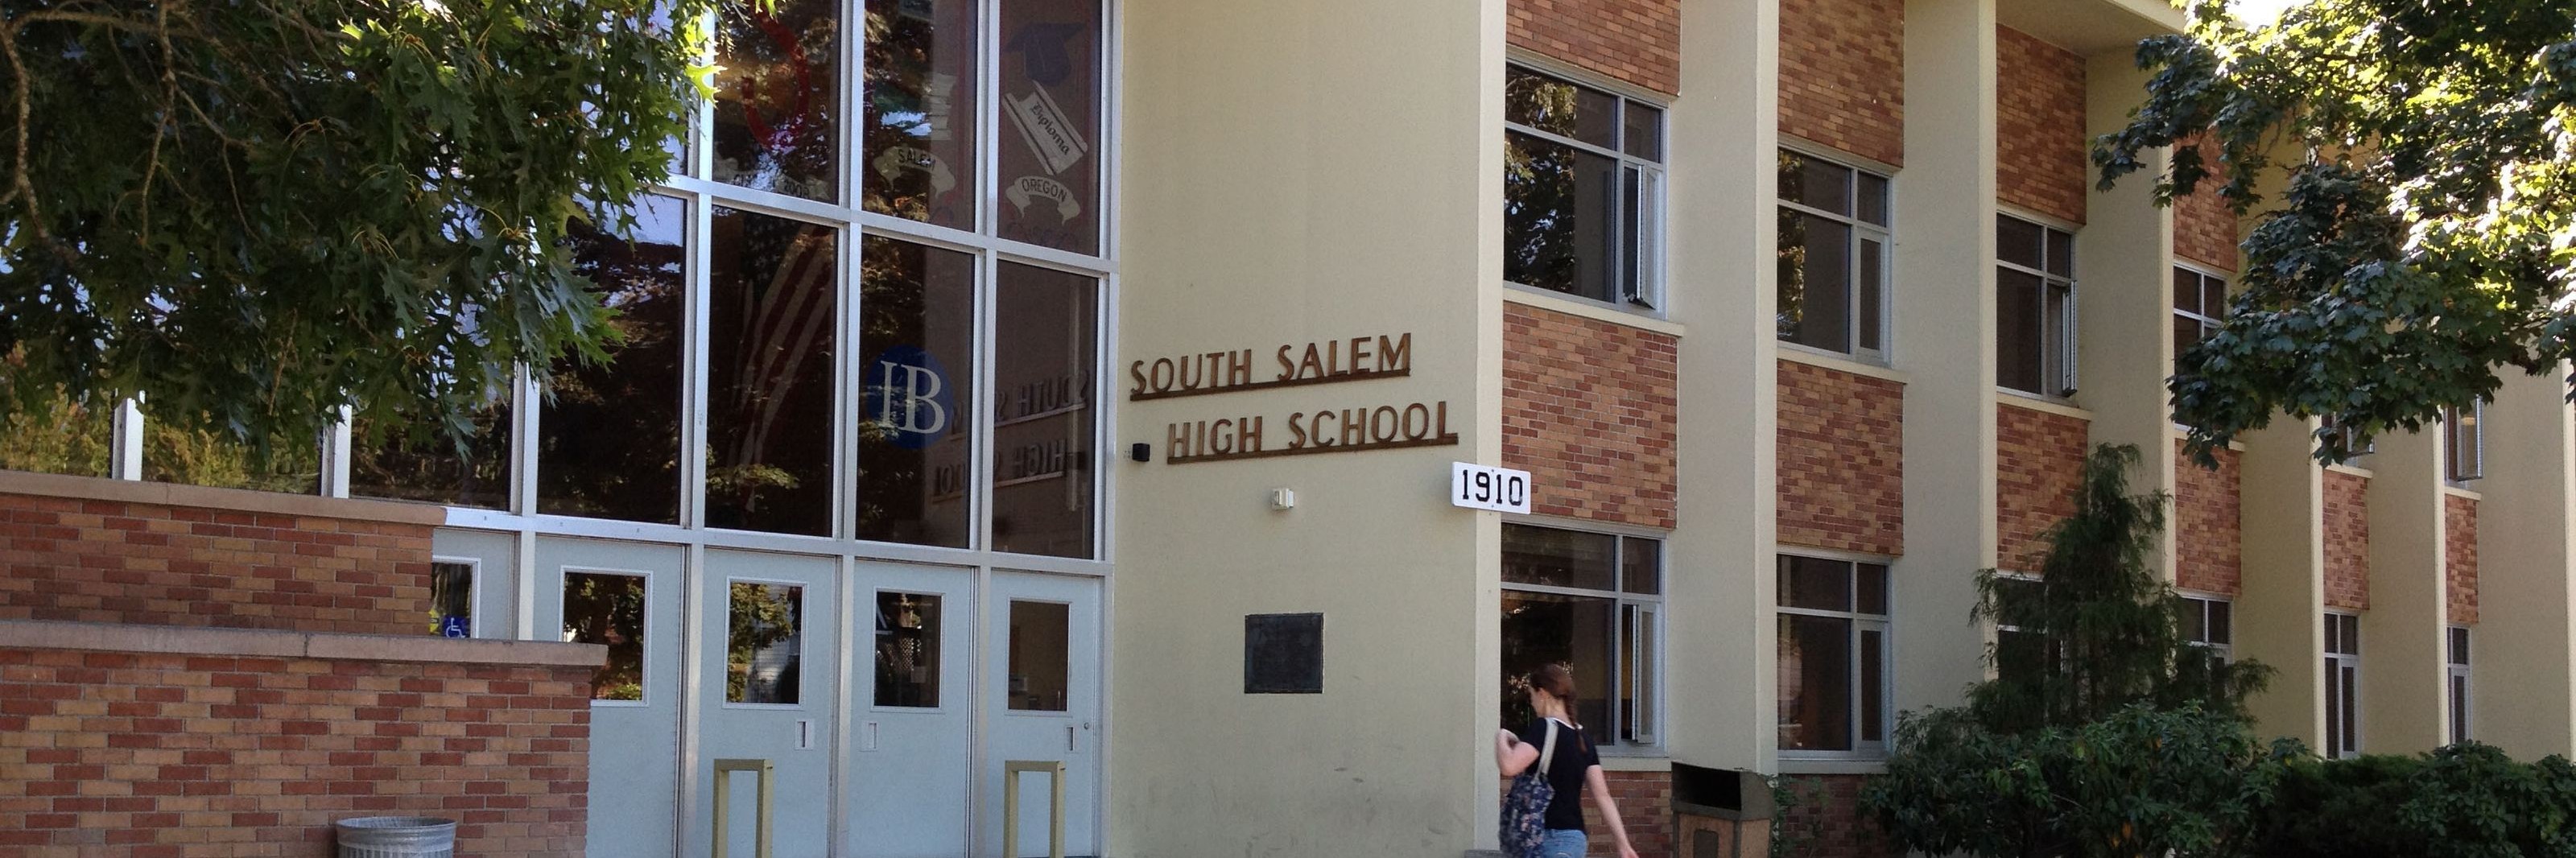 Diploma
SALEM
OREGON
IB
SOUTH SALEM
HIGH SCHOOL
1910